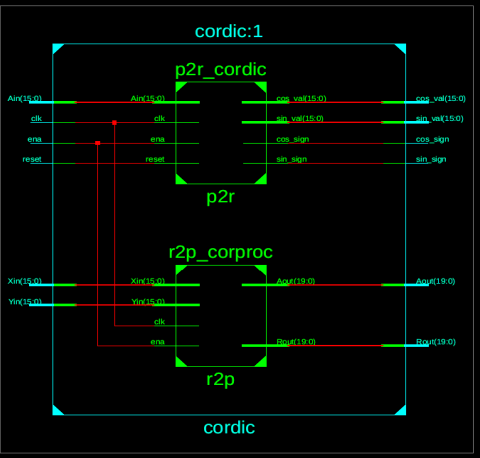 cordic:1
p2r_cordic
Ain(15:0) Ain(15:0) cos_val(15:0) cos_val(15:0)
clk clk sin_val(15:0) sin_val(15:0)
ena ena cos_sign cos_sign
reset reset sin_sign sin_sign
p2r
r2p_corproc
Xin(15:0) Xin(15:0) Aout(19:0) Aout(19:0)
Yin(15:0) Yin(15:0)
clk
ena Rout(19:0) Rout(19:0)
r2p
cordic